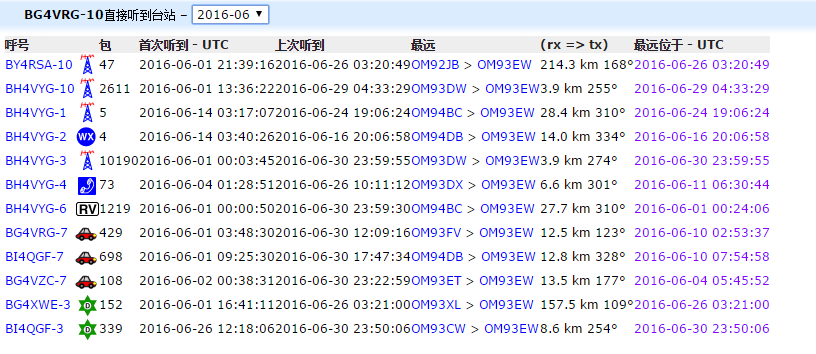 BG4VRG-10直接听到台站 – 2016-06
呼号 包 首次听到 - UTC 上次听到 最远 (rx => tx) 最远位于 - UTC
BY4RSA-10 47 2016-06-01 21:39:16 2016-06-26 03:20:49 OM92JB > OM93EW 214.3 km 168° 2016-06-26 03:20:49
BH4VYG-10 2611 2016-06-01 13:36:22 2016-06-29 04:33:29 OM93DW > OM93EW 3.9 km 255° 2016-06-29 04:33:29
BH4VYG-1 5 2016-06-14 03:17:07 2016-06-24 19:06:24 OM94BC > OM93EW 28.4 km 310° 2016-06-24 19:06:24
BH4VYG-2 WX 4 2016-06-14 03:40:26 2016-06-16 20:06:58 OM94DB > OM93EW 14.0 km 334° 2016-06-16 20:06:58
BH4VYG-3 10190 2016-06-01 00:03:45 2016-06-30 23:59:55 OM93DW > OM93EW 3.9 km 274° 2016-06-30 23:59:55
BH4VYG-4 73 2016-06-04 01:28:51 2016-06-26 10:11:12 OM93DX > OM93EW 6.6 km 301° 2016-06-11 06:30:44
BH4VYG-6 RV 1219 2016-06-01 00:00:50 2016-06-30 23:59:30 OM94BC > OM93EW 27.7 km 310° 2016-06-01 00:24:06
BG4VRG-7 429 2016-06-01 03:48:30 2016-06-30 12:09:16 OM93FV > OM93EW 12.5 km 123° 2016-06-10 02:53:37
BI4QGF-7 698 2016-06-01 09:25:30 2016-06-30 17:47:34 OM94DB > OM93EW 12.8 km 328° 2016-06-10 07:54:58
BG4VZC-7 108 2016-06-02 00:38:31 2016-06-30 23:22:59 OM93ET > OM93EW 13.5 km 177° 2016-06-04 05:45:52
BG4XWE-3 D 152 2016-06-01 16:41:11 2016-06-26 03:21:00 OM93XL > OM93EW 157.5 km 109° 2016-06-26 03:21:00
BI4QGF-3 D 339 2016-06-26 12:18:06 2016-06-30 23:50:06 OM93CW > OM93EW 8.6 km 254° 2016-06-30 23:50:06